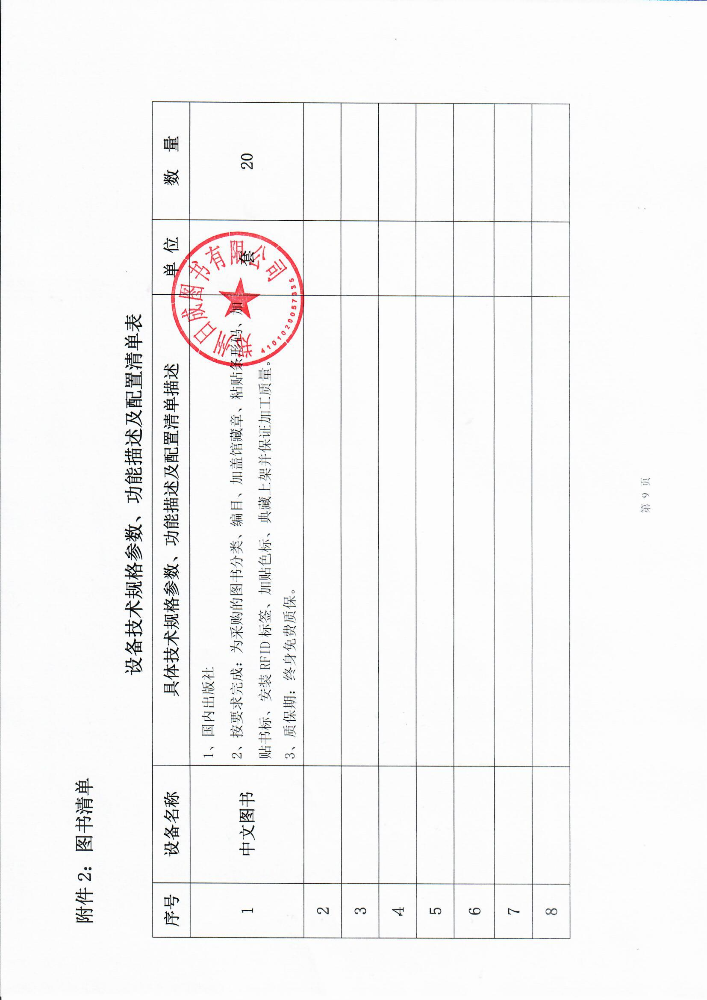 附件 2：图书清单
设备技术规格参数、功能描述及配置清单表
序号 设备名称 具体技术规格参数、功能描述及配置清单描述 单 位 数 量
1 中文图书 1、国内出版社
2、按要求完成：为采购的图书分类、编目、加盖馆藏章、粘贴条形码、加
贴书标、安装 RFID 标签、加贴色标、典藏上架并保证加工质量。
3、质保期：终身免费质保。
套 20
2
3
4
5
6
7
8
郑州日成图书有限公司
4101020057335
第 9 页